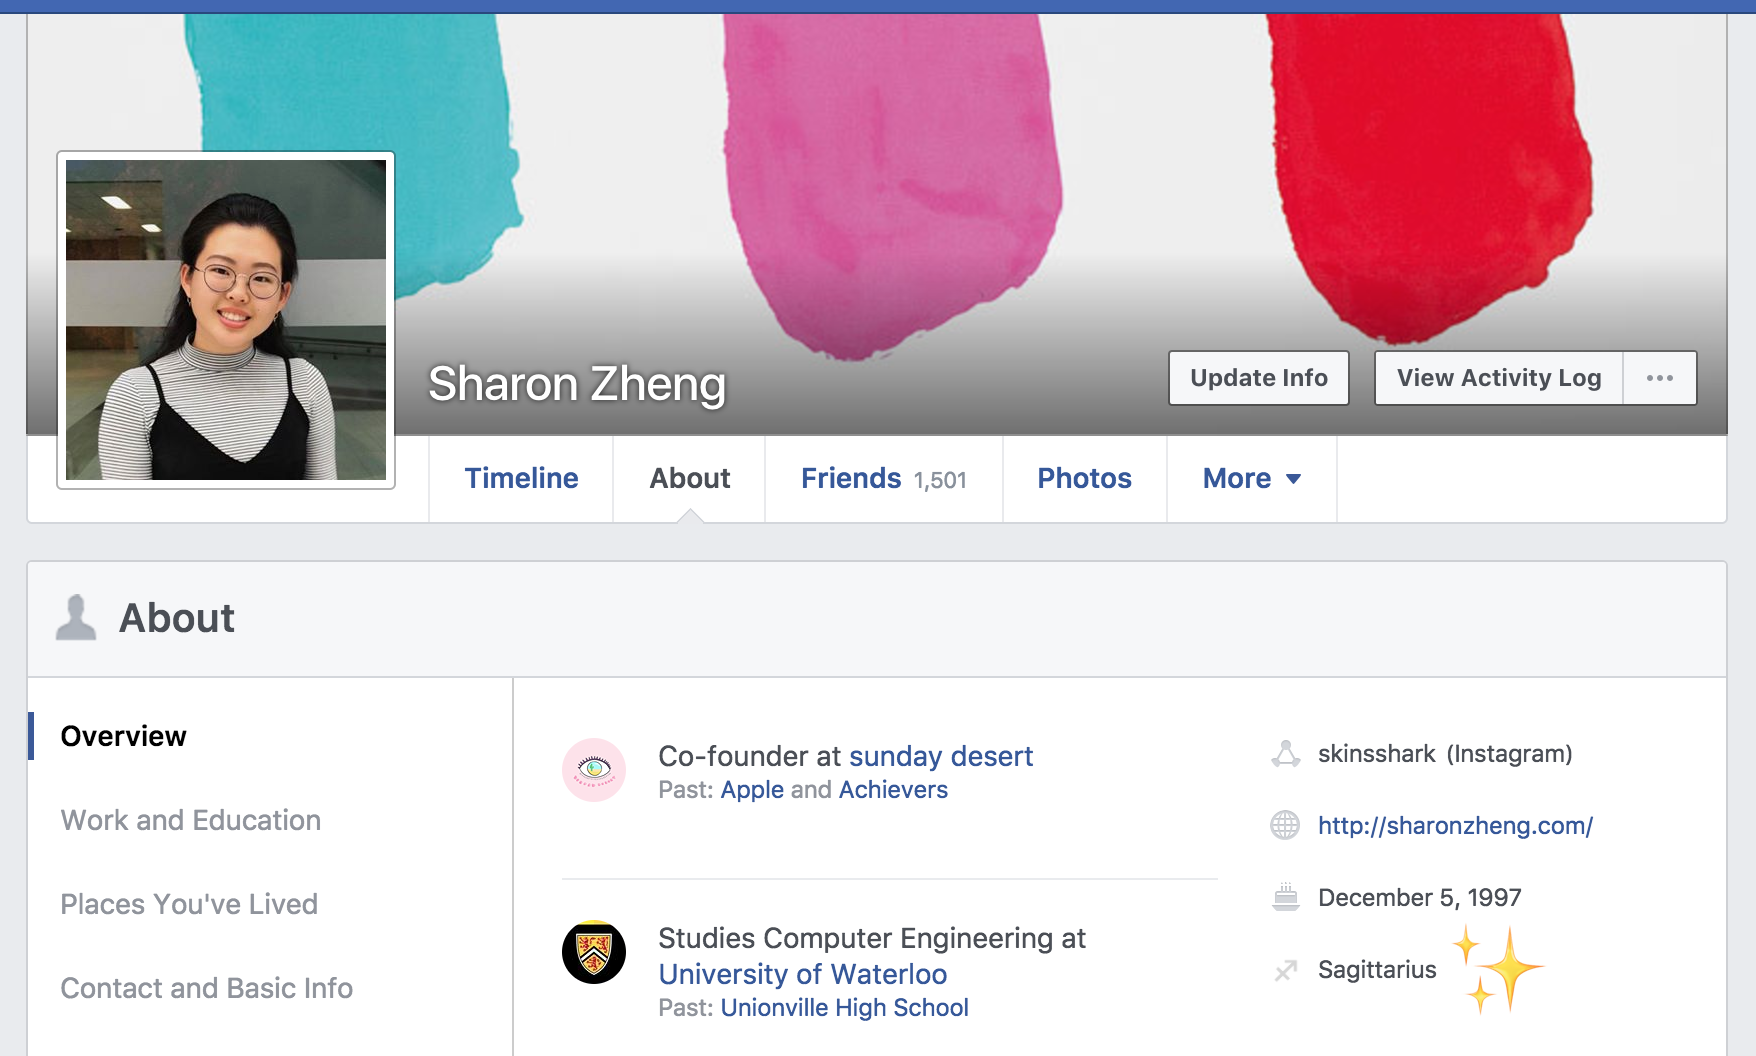 Sharon Zheng
Update Info
View Activity Log
Timeline
About
Friends 1,501
Photos
More
About
Overview
Work and Education
Places You've Lived
Contact and Basic Info
Co-founder at sunday desert
Past: Apple and Achievers
Studies Computer Engineering at
University of Waterloo
Past: Unionville High School
skinsshark (Instagram)
http://sharonzheng.com/
December 5, 1997
Sagittarius